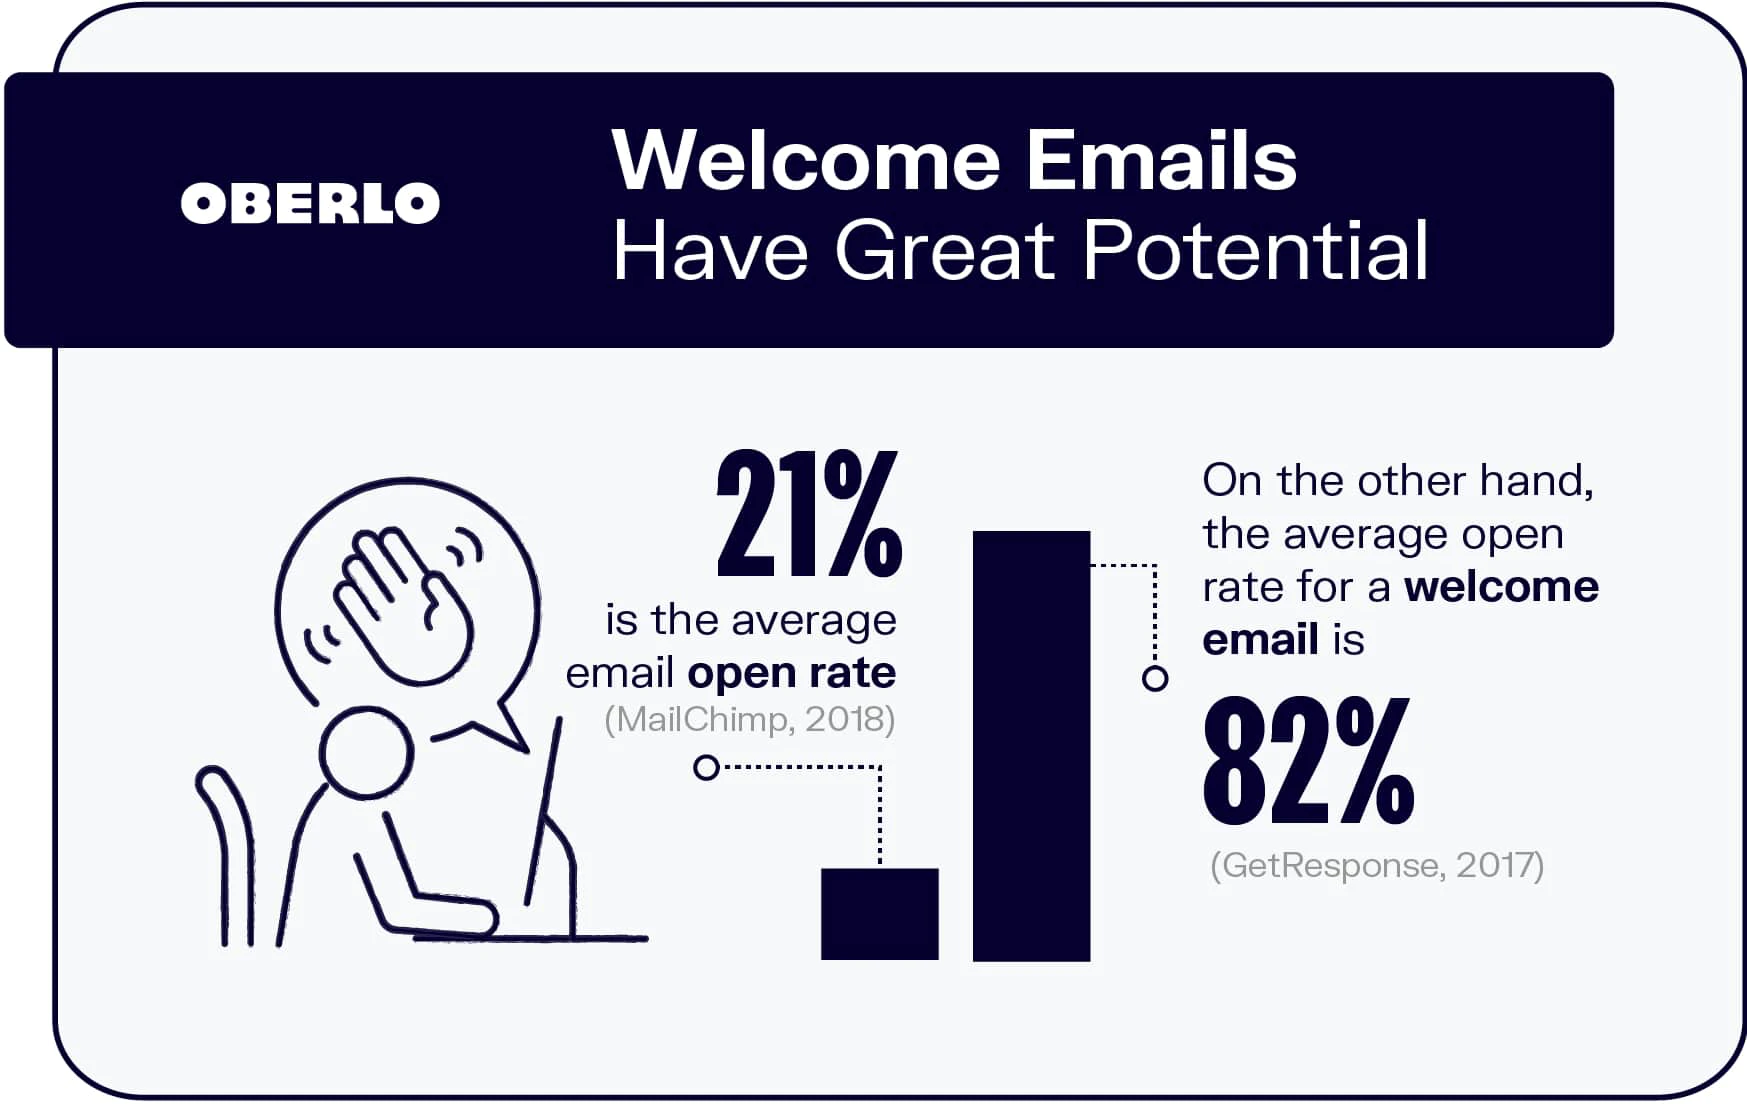 OBERLO
Welcome Emails
Have Great Potential
21%
is the average
email open rate
(MailChimp, 2018)
On the other hand,
the average open
rate for a welcome
email is
82%
(GetResponse, 2017)